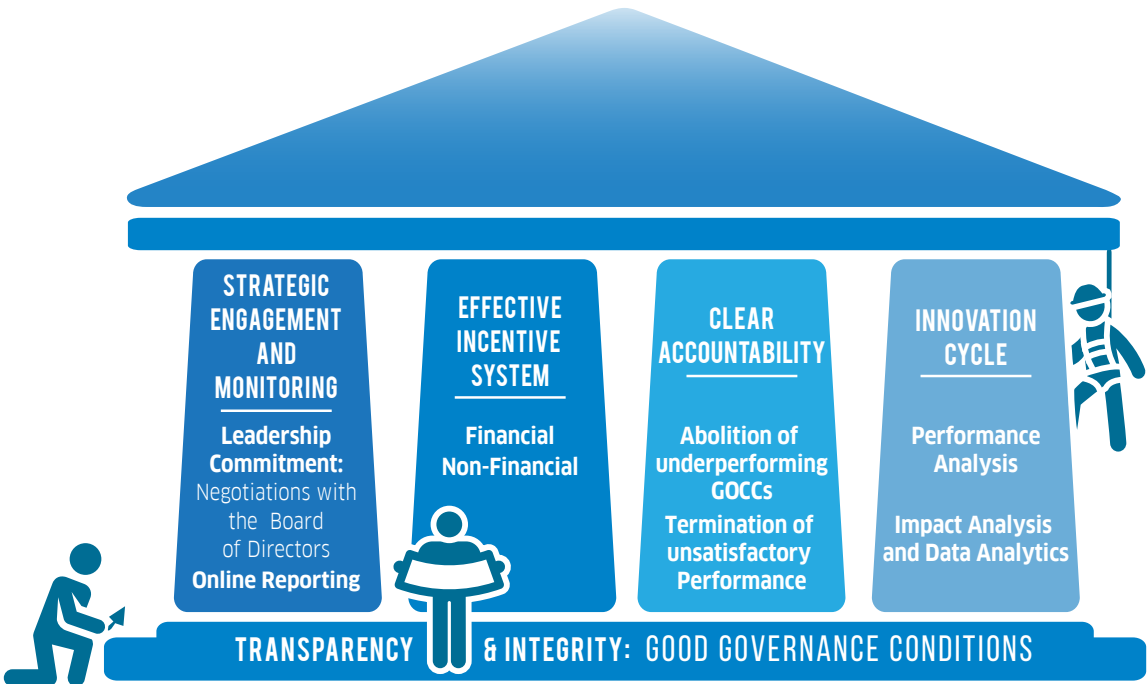 STRATEGIC
ENGAGEMENT
AND
MONITORING
Leadership
Commitment:
Negotiations with
the Board
of Directors
Online Reporting
EFFECTIVE
INCENTIVE
SYSTEM
Financial
Non-Financial
CLEAR
ACCOUNTABILITY
Abolition of
underperforming
GOCCs
Termination of
unsatisfactory
Performance
INNOVATION
CYCLE
Performance
Analysis
Impact Analysis
and Data Analytics
TRANSPARENCY & INTEGRITY: GOOD GOVERNANCE CONDITIONS